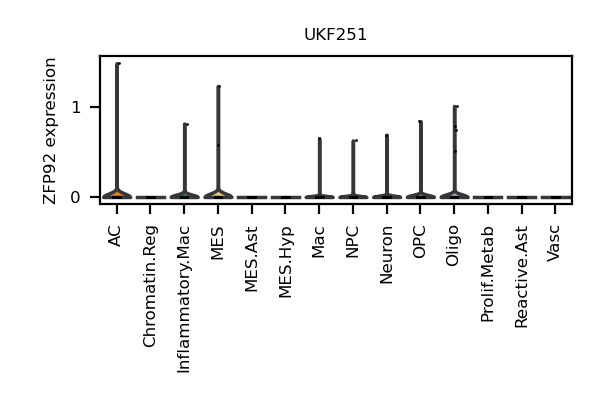 UKF251
ZFP92 expression
1
0
AC
Chromatin.Reg
Inflammatory.Mac
MES
MES.Ast
MES.Hyp
Mac
NPC
Neuron
OPC
Oligo
Prolif.Metab
Reactive.Ast
Vasc